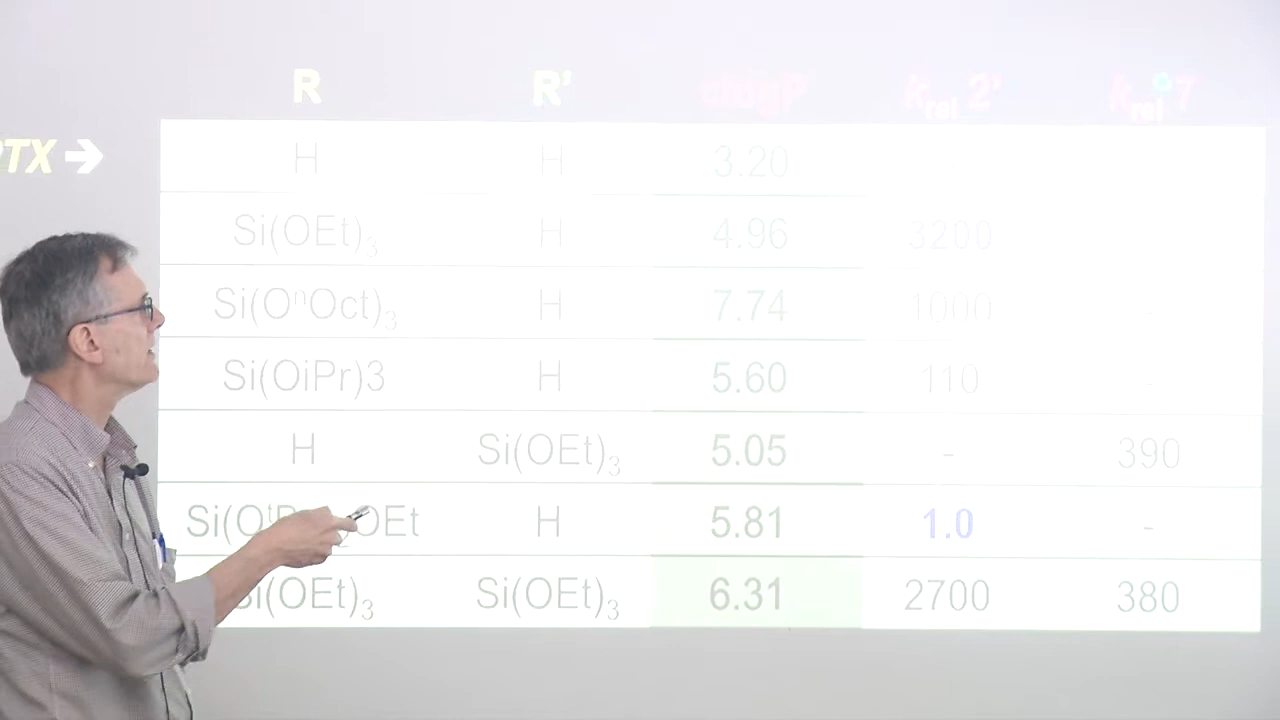 R R' clogP krel 2' krel 7
PTX → H H 3.20
Si(OEt)3 H 4.96 3200
Si(OnOct)3 H 7.74 1000 -
Si(OiPr)3 H 5.60 110 -
H Si(OEt)3 5.05 - 390
OEt H 5.81 1.0 -
Si(OEt)3 Si(OEt)3 6.31 2700 380